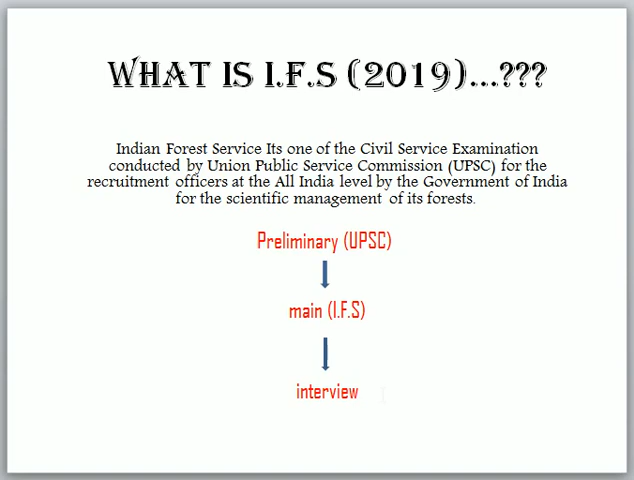 WHAT IS I.F.S (2019)...???
Indian Forest Service Its one of the Civil Service Examination
conducted by Union Public Service Commission (UPSC) for the
recruitment officers at the All India level by the Government of India
for the scientific management of its forests.
Preliminary (UPSC)
main (I.F.S)
interview